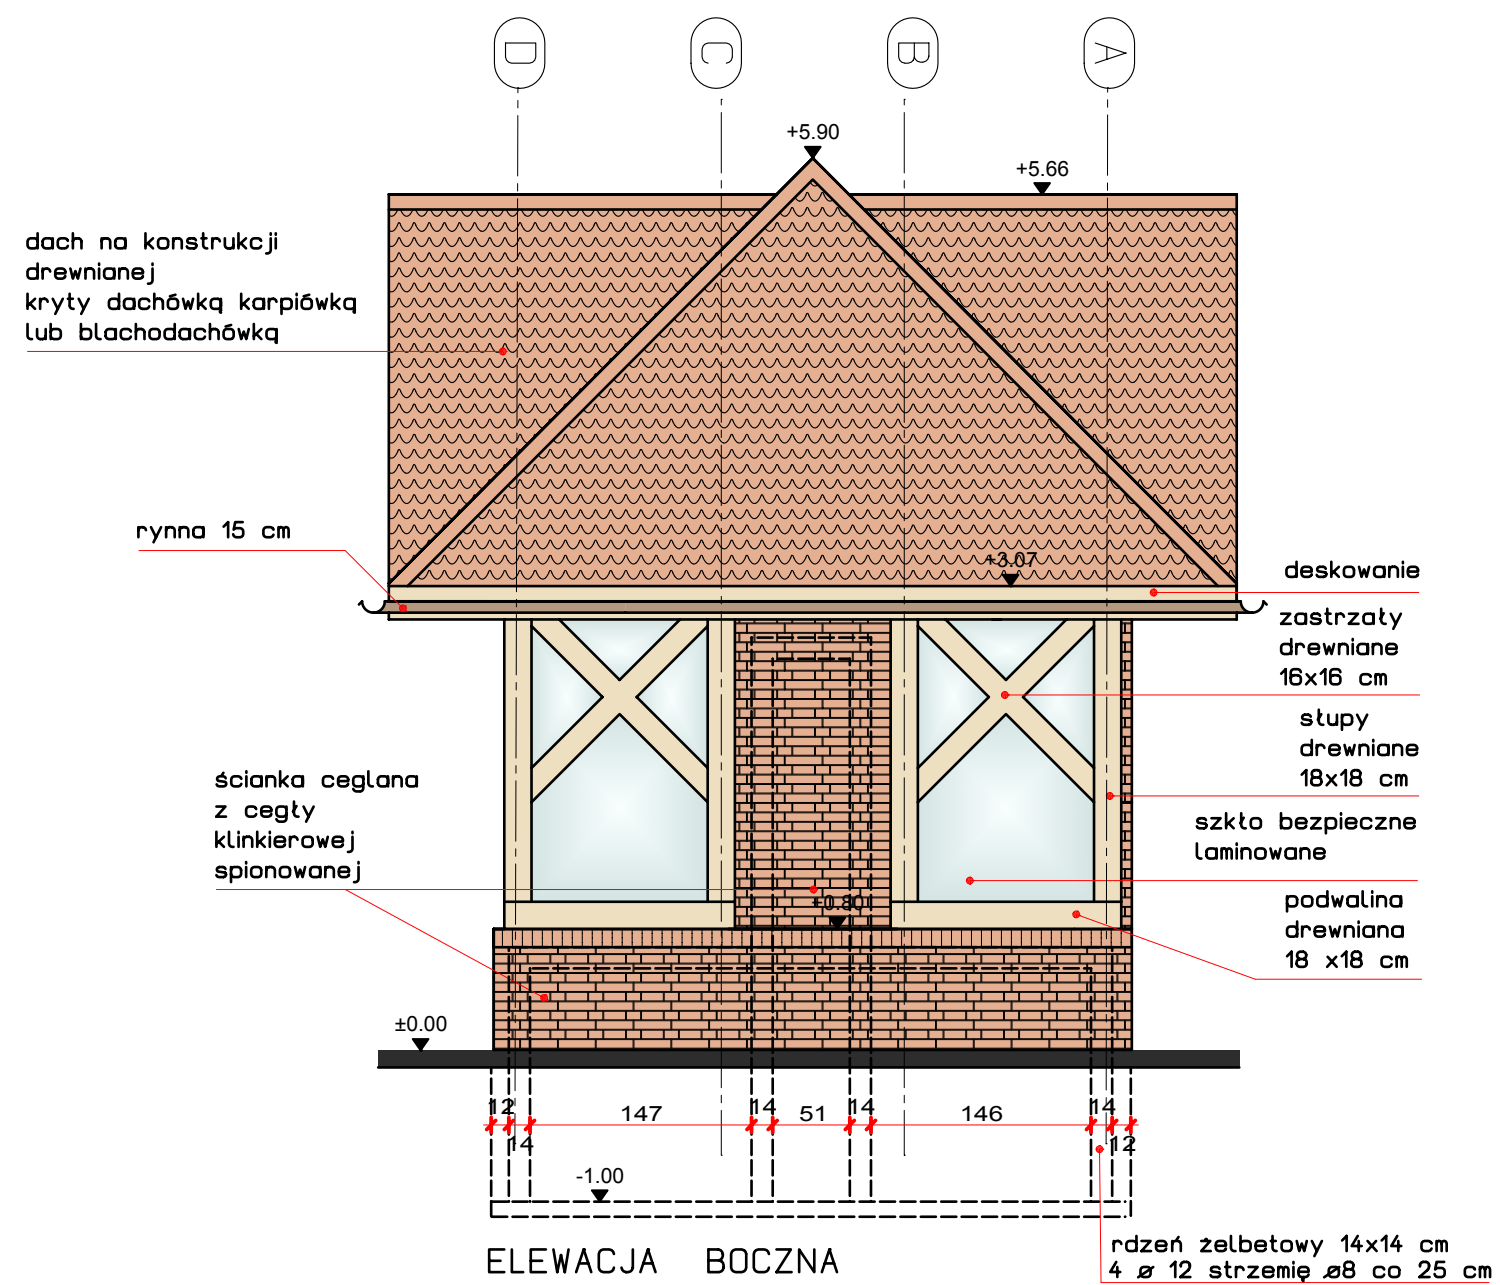 D C B A
+5.90
+5.66
dach na konstrukcji
drewnianej
kryty dachówką karpiówką
lub blachodachówką
rynna 15 cm
+3.07
deskowanie
zastrzały
drewniane
16x16 cm
słupy
drewniane
18x18 cm
ścianka ceglana
z cegły
klinkierowej
spionowanej
szkło bezpieczne
laminowane
+0.80
podwalina
drewniana
18 x18 cm
±0.00
12 14 147 14 51 14 146 14 12
-1.00
ELEWACJA BOCZNA
rdzeń żelbetowy 14x14 cm
4 ø 12 strzemię ø8 co 25 cm